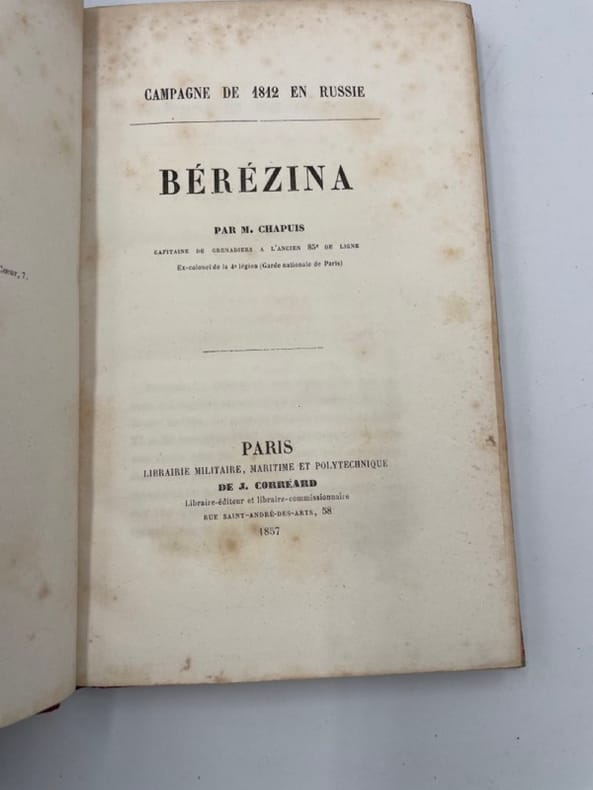 CAMPAGNE DE 1812 EN RUSSIE
BÉRÉZINA
PAR M. CHAPUIS
CAPITAINE DE GRENADIERS A L'ANCIEN 85e DE LIGNE
Ex-colonel de la 4e légion (Garde nationale de Paris)
PARIS
LIBRAIRIE MILITAIRE, MARITIME ET POLYTECHNIQUE
DE J. CORRÉARD
Libraire-éditeur et libraire-commissionnaire
RUE SAINT-ANDRÉ-DES-ARTS, 58
1857